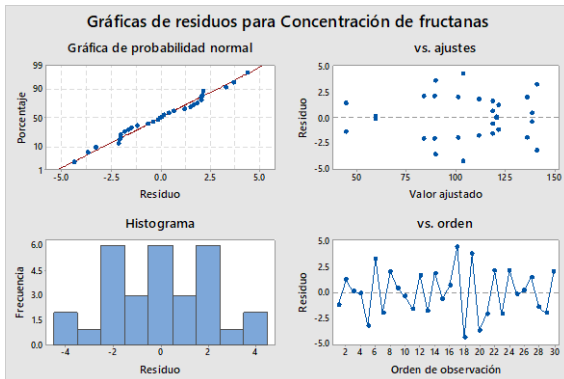 Gráficas de residuos para Concentración de fructanas
Gráfica de probabilidad normal
99
90
50
10
1
Porcentaje
-5.0
-2.5
0.0
2.5
5.0
Residuo
vs. ajustes
5.0
2.5
0.0
-2.5
-5.0
Residuo
50
75
100
125
150
Valor ajustado
Histograma
6.0
4.5
3.0
1.5
0.0
Frecuencia
-4
-2
0
2
4
Residuo
vs. orden
5.0
2.5
0.0
-2.5
-5.0
Residuo
2 4 6 8 10 12 14 16 18 20 22 24 26 28 30
Orden de observación